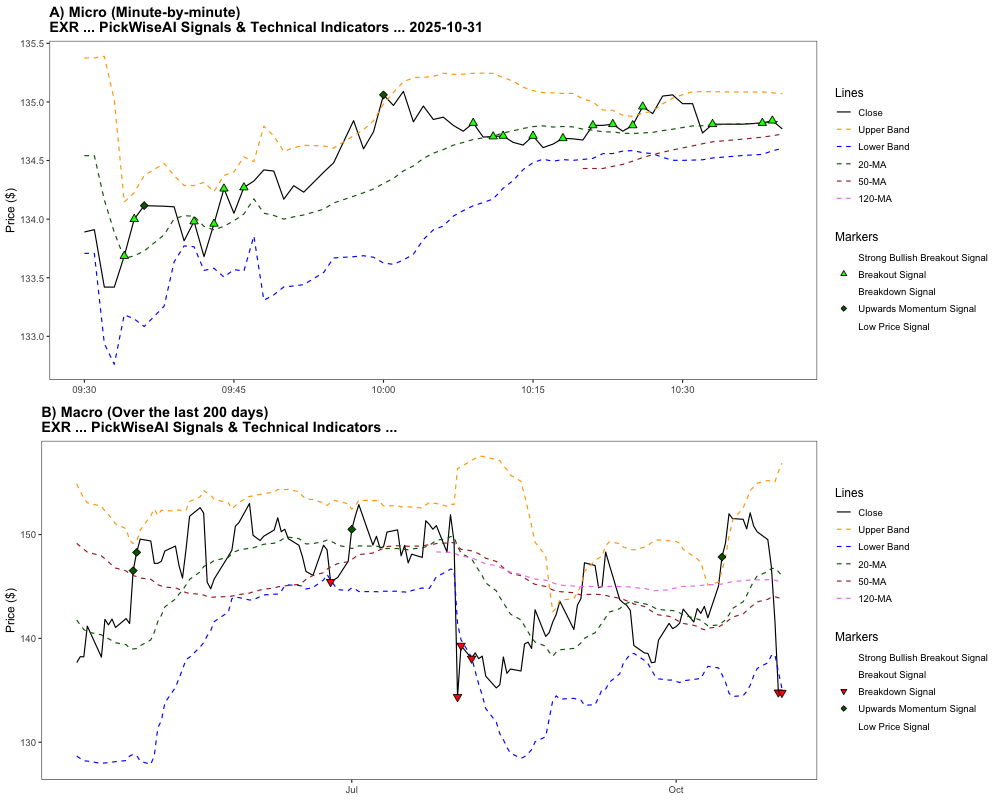 A) Micro (Minute-by-minute)
EXR ... PickWiseAI Signals & Technical Indicators ... 2025-10-31
Price ($)
135.5
135.0
134.5
134.0
133.5
133.0
09:30
09:45
10:00
10:15
10:30
Lines
Close
Upper Band
Lower Band
20-MA
50-MA
120-MA
Markers
Strong Bullish Breakout Signal
Breakout Signal
Breakdown Signal
Upwards Momentum Signal
Low Price Signal
B) Macro (Over the last 200 days)
EXR ... PickWiseAI Signals & Technical Indicators ...
Price ($)
150
140
130
Jul
Oct
Lines
Close
Upper Band
Lower Band
20-MA
50-MA
120-MA
Markers
Strong Bullish Breakout Signal
Breakout Signal
Breakdown Signal
Upwards Momentum Signal
Low Price Signal